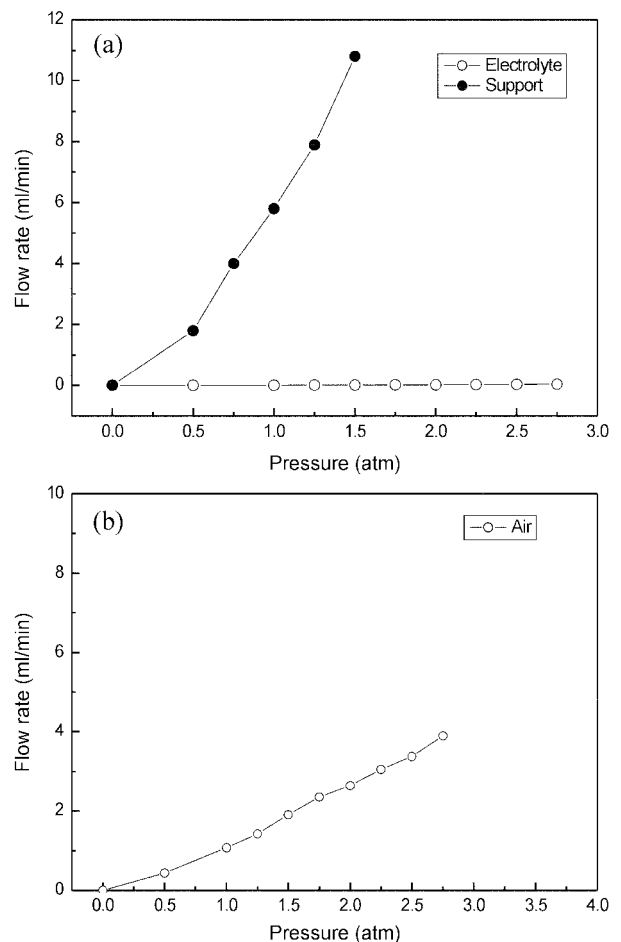 (a)
Electrolyte
Support
12
10
8
6
4
2
0
Flow rate (ml/min)
0.0 0.5 1.0 1.5 2.0 2.5 3.0
Pressure (atm)
(b)
Air
10
8
6
4
2
0
Flow rate (ml/min)
0.0 0.5 1.0 1.5 2.0 2.5 3.0 3.5 4.0
Pressure (atm)